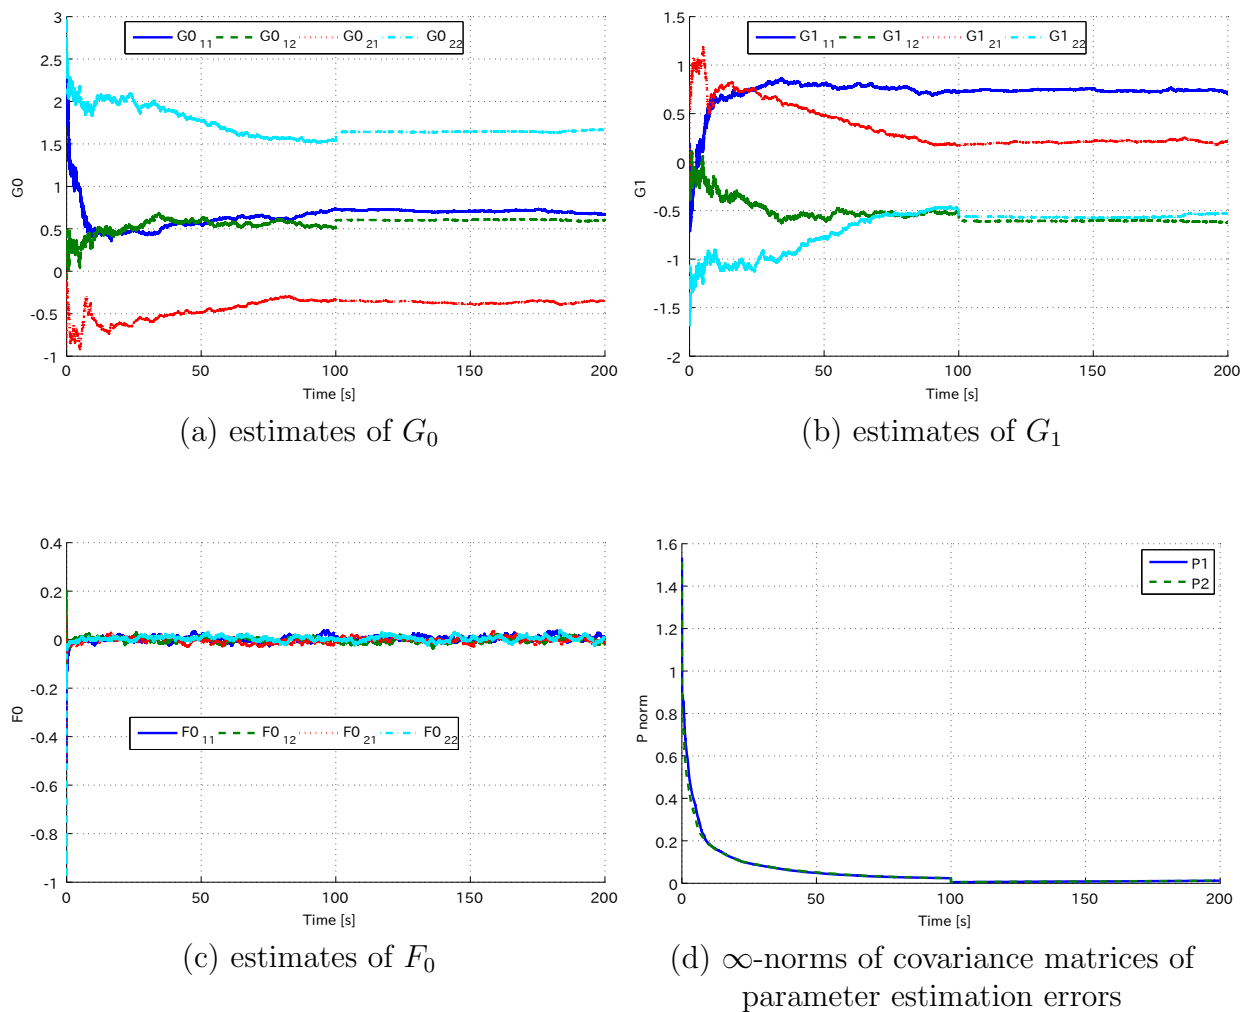 G0 11 G0 12 G0 21 G0 22
3
2.5
2
1.5
1
0.5
0
-0.5
-1
G0
0 50 100 150 200
Time [s]
(a) estimates of G0
G1 11 G1 12 G1 21 G1 22
1.5
1
0.5
0
-0.5
-1
-1.5
-2
G1
0 50 100 150 200
Time [s]
(b) estimates of G1
0.4
0.2
0
-0.2
-0.4
-0.6
-0.8
-1
F0
F0 11 F0 12 F0 21 F0 22
0 50 100 150 200
Time [s]
(c) estimates of F0
1.6
1.4
1.2
1
0.8
0.6
0.4
0.2
0
P norm
P1
P2
0 50 100 150 200
Time [s]
(d) ∞-norms of covariance matrices of
parameter estimation errors